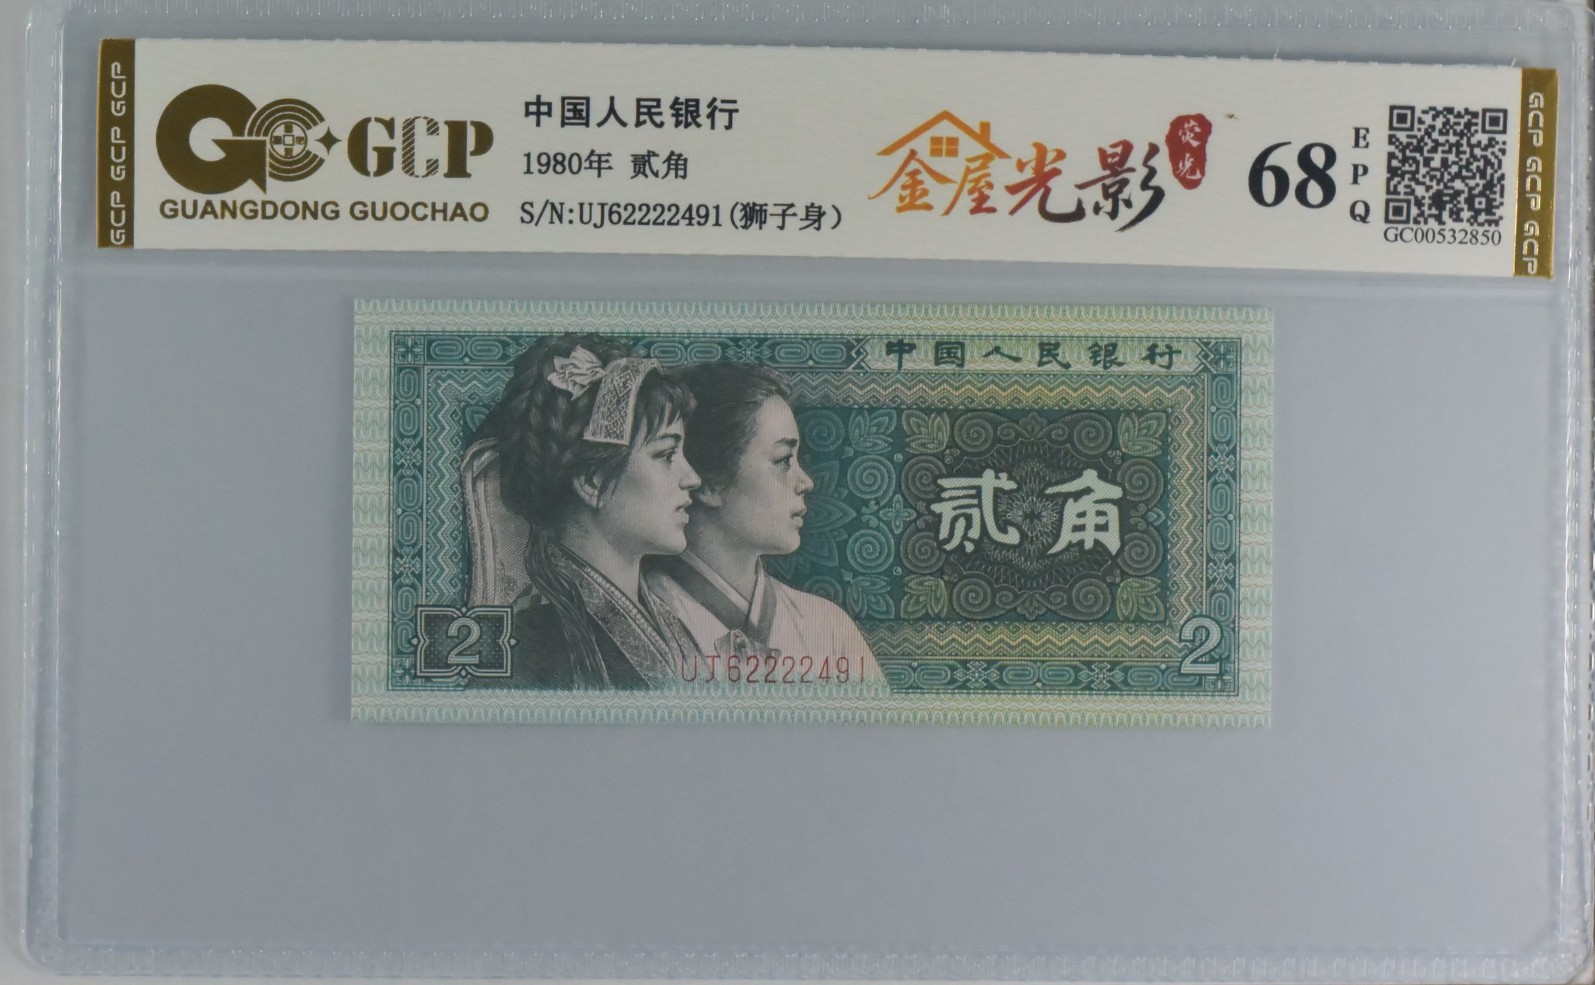 GCP GCP GCP
GCP
GUANGDONG GUOCHAO
中国人民银行
1980年 贰角
S/N:UJ62222491(狮子身)
金屋光影
荧光
68
EPQ
GC00532850
GCP GCP GCP
中国人民银行
贰角
2
UJ62222491
2